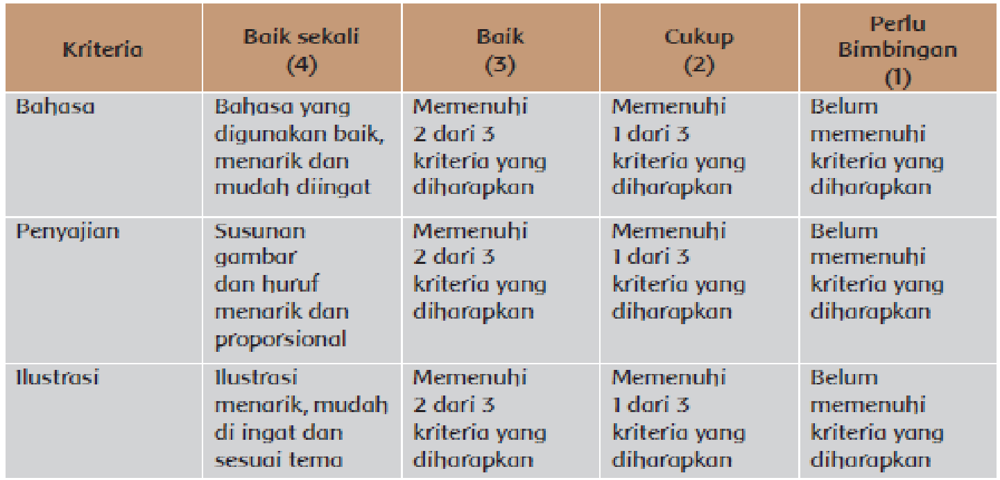 Kriteria
Baik sekali
(4)
Baik
(3)
Cukup
(2)
Perlu
Bimbingan
(1)
Bahasa
Bahasa yang
digunakan baik,
menarik dan
mudah diingat
Memenuhi
2 dari 3
kriteria yang
diharapkan
Memenuhi
1 dari 3
kriteria yang
diharapkan
Belum
memenuhi
kriteria yang
diharapkan
Penyajian
Susunan
gambar
dan huruf
menarik dan
proporsional
Memenuhi
2 dari 3
kriteria yang
diharapkan
Memenuhi
1 dari 3
kriteria yang
diharapkan
Belum
memenuhi
kriteria yang
diharapkan
Ilustrasi
Ilustrasi
menarik, mudah
di ingat dan
sesuai tema
Memenuhi
2 dari 3
kriteria yang
diharapkan
Memenuhi
1 dari 3
kriteria yang
diharapkan
Belum
memenuhi
kriteria yang
diharapkan